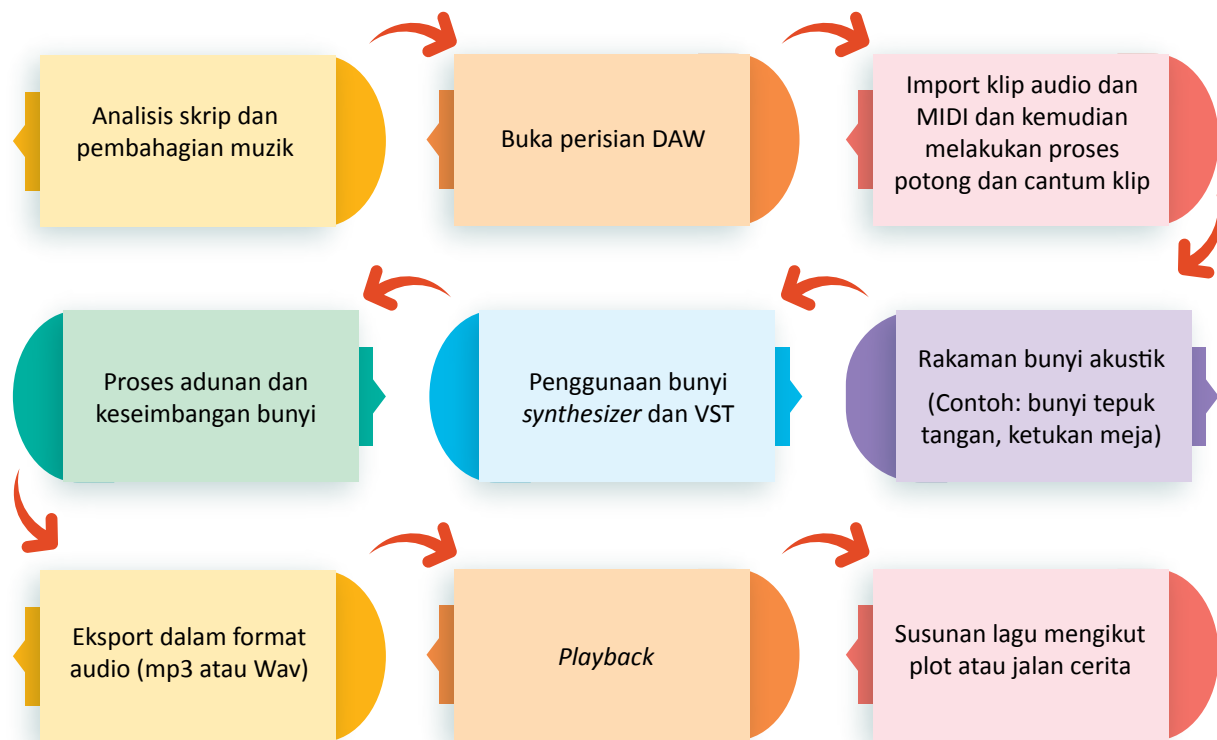 Analisis skrip dan
pembahagian muzik
Buka perisian DAW
Import klip audio dan
MIDI dan kemudian
melakukan proses
potong dan cantum klip
Rakaman bunyi akustik
(Contoh: bunyi tepuk
tangan, ketukan meja)
Penggunaan bunyi
synthesizer dan VST
Proses adunan dan
keseimbangan bunyi
Eksport dalam format
audio (mp3 atau Wav)
Playback
Susunan lagu mengikut
plot atau jalan cerita